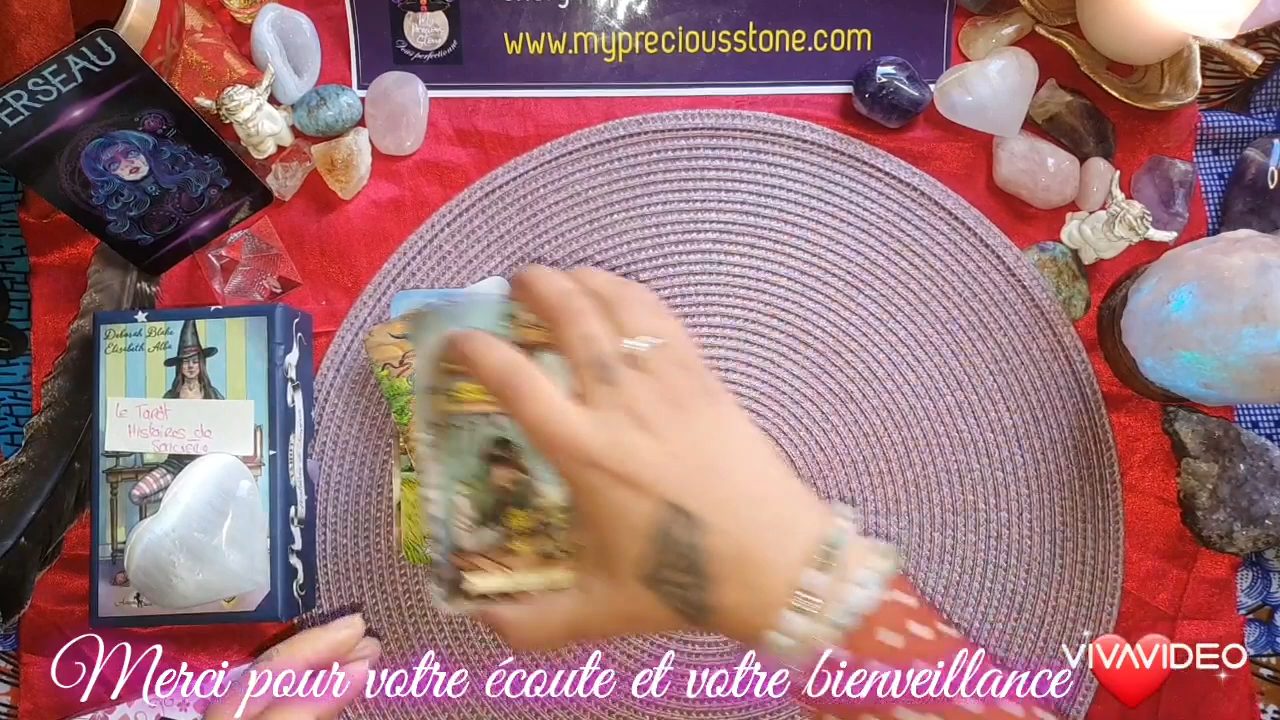 www.mypreciousstone.com
VERSEAU
Deborah Blake
Elisabeth Alba
Le Tarot
Histoires de
Sorcière
Merci pour votre écoute et votre bienveillance
VIVAVIDEO